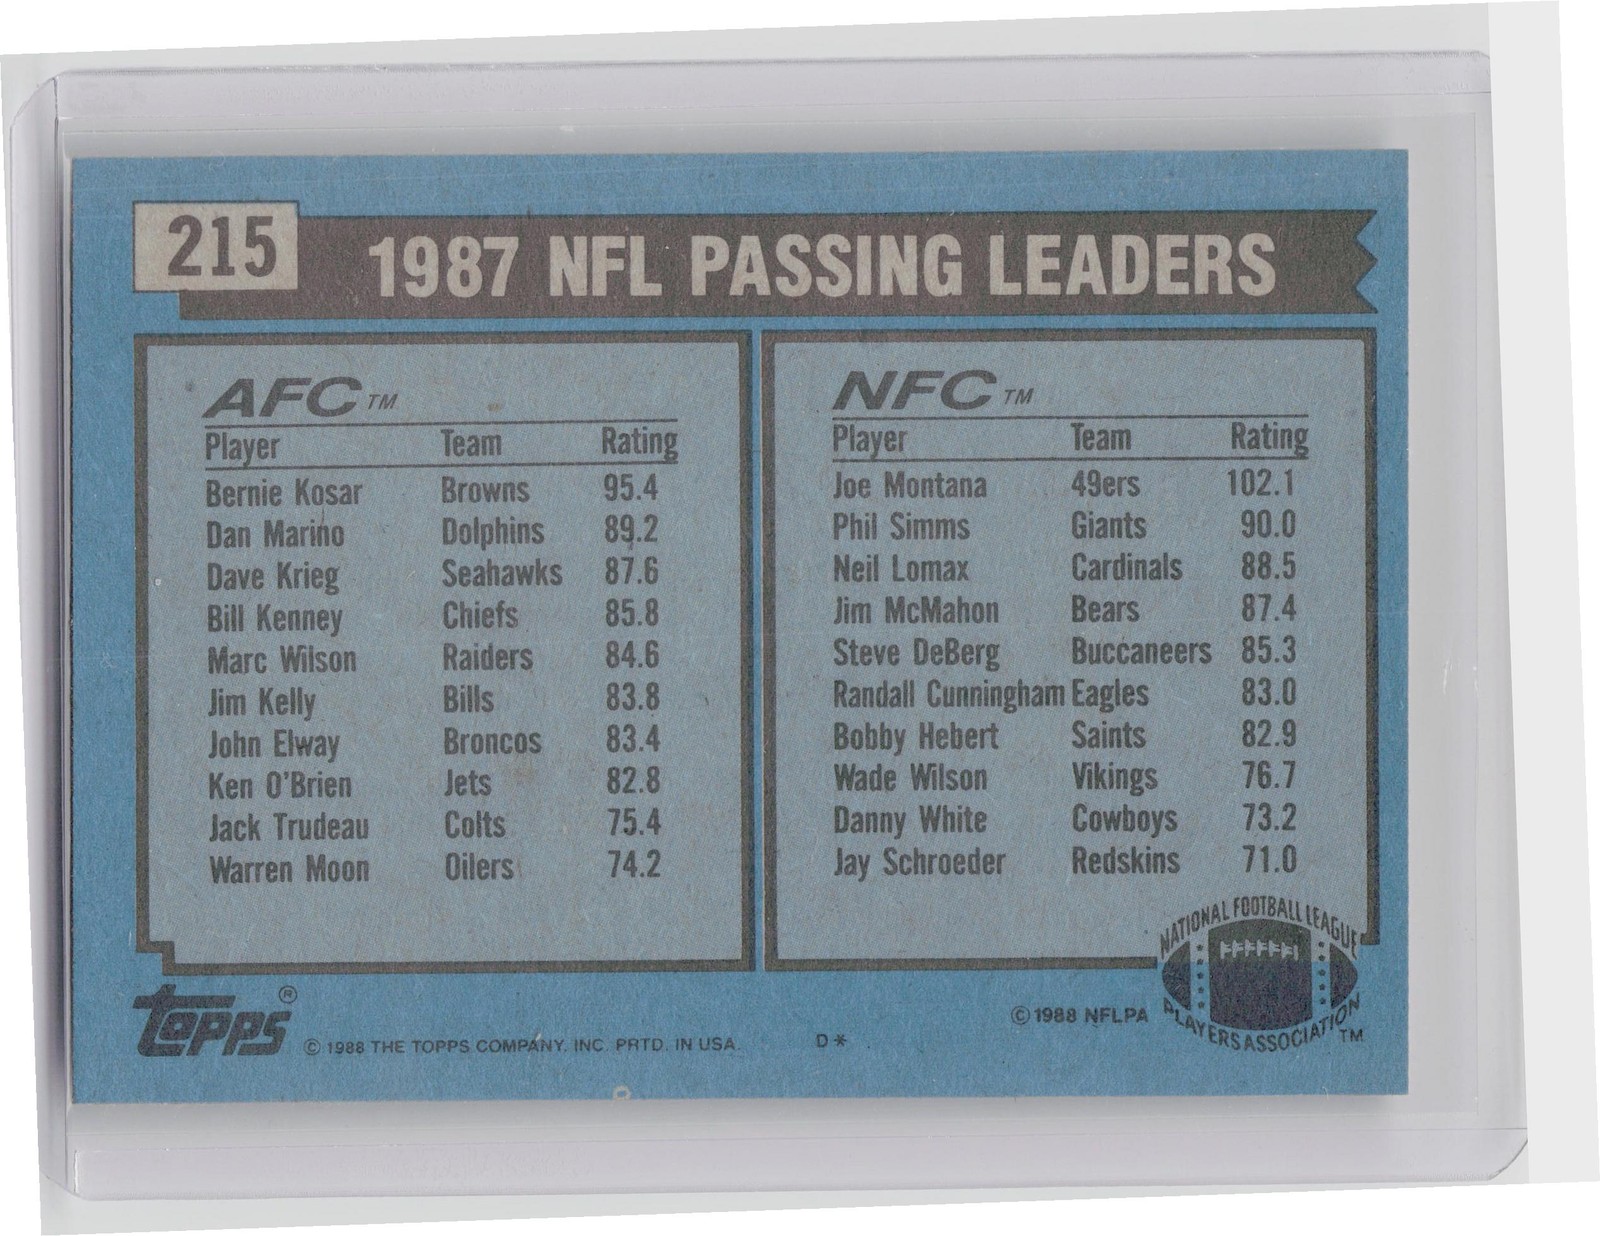 215
1987 NFL PASSING LEADERS
AFC™
Player Team Rating
Bernie Kosar Browns 95.4
Dan Marino Dolphins 89.2
Dave Krieg Seahawks 87.6
Bill Kenney Chiefs 85.8
Marc Wilson Raiders 84.6
Jim Kelly Bills 83.8
John Elway Broncos 83.4
Ken O'Brien Jets 82.8
Jack Trudeau Colts 75.4
Warren Moon Oilers 74.2
NFC™
Player Team Rating
Joe Montana 49ers 102.1
Phil Simms Giants 90.0
Neil Lomax Cardinals 88.5
Jim McMahon Bears 87.4
Steve DeBerg Buccaneers 85.3
Randall Cunningham Eagles 83.0
Bobby Hebert Saints 82.9
Wade Wilson Vikings 76.7
Danny White Cowboys 73.2
Jay Schroeder Redskins 71.0
TOPPS®
© 1988 THE TOPPS COMPANY, INC. PRTD. IN USA.
D*
© 1988 NFLPA
NATIONAL FOOTBALL LEAGUE
PLAYERS ASSOCIATION™